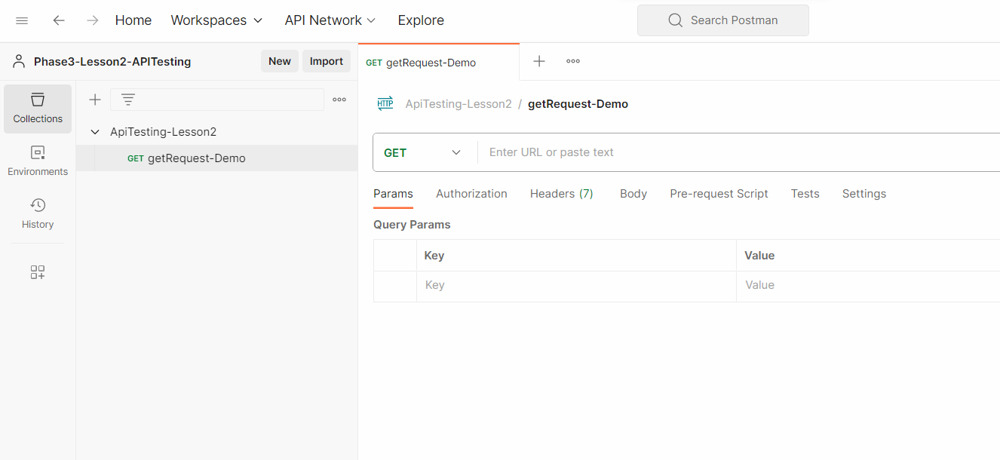 Home Workspaces API Network Explore Search Postman
Phase3-Lesson2-APITesting New Import
GET getRequest-Demo
Collections
Environments
History
ApiTesting-Lesson2
GET getRequest-Demo
HTTP ApiTesting-Lesson2 / getRequest-Demo
GET Enter URL or paste text
Params Authorization Headers (7) Body Pre-request Script Tests Settings
Query Params
Key Value
Key Value